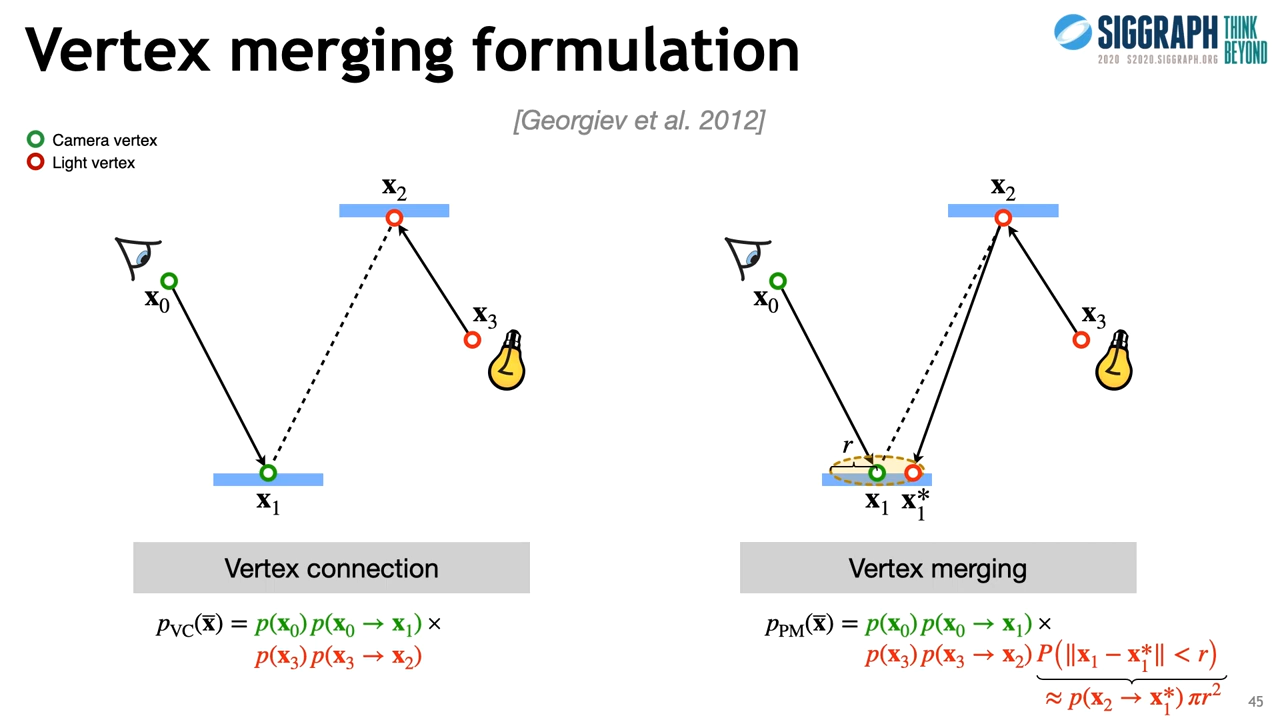 Vertex merging formulation
SIGGRAPH THINK BEYOND
2020 S2020.SIGGRAPH.ORG
[Georgiev et al. 2012]
Camera vertex
Light vertex
x₂
x₀
x₃
x₁
x₂
x₀
x₃
r
x₁ x₁*
Vertex connection
p_VC(x̄) = p(x₀) p(x₀ → x₁) ×
p(x₃) p(x₃ → x₂)
Vertex merging
p_PM(x̄) = p(x₀) p(x₀ → x₁) ×
p(x₃) p(x₃ → x₂) P(‖x₁ − x₁*‖ < r)
≈ p(x₂ → x₁*) πr²
45